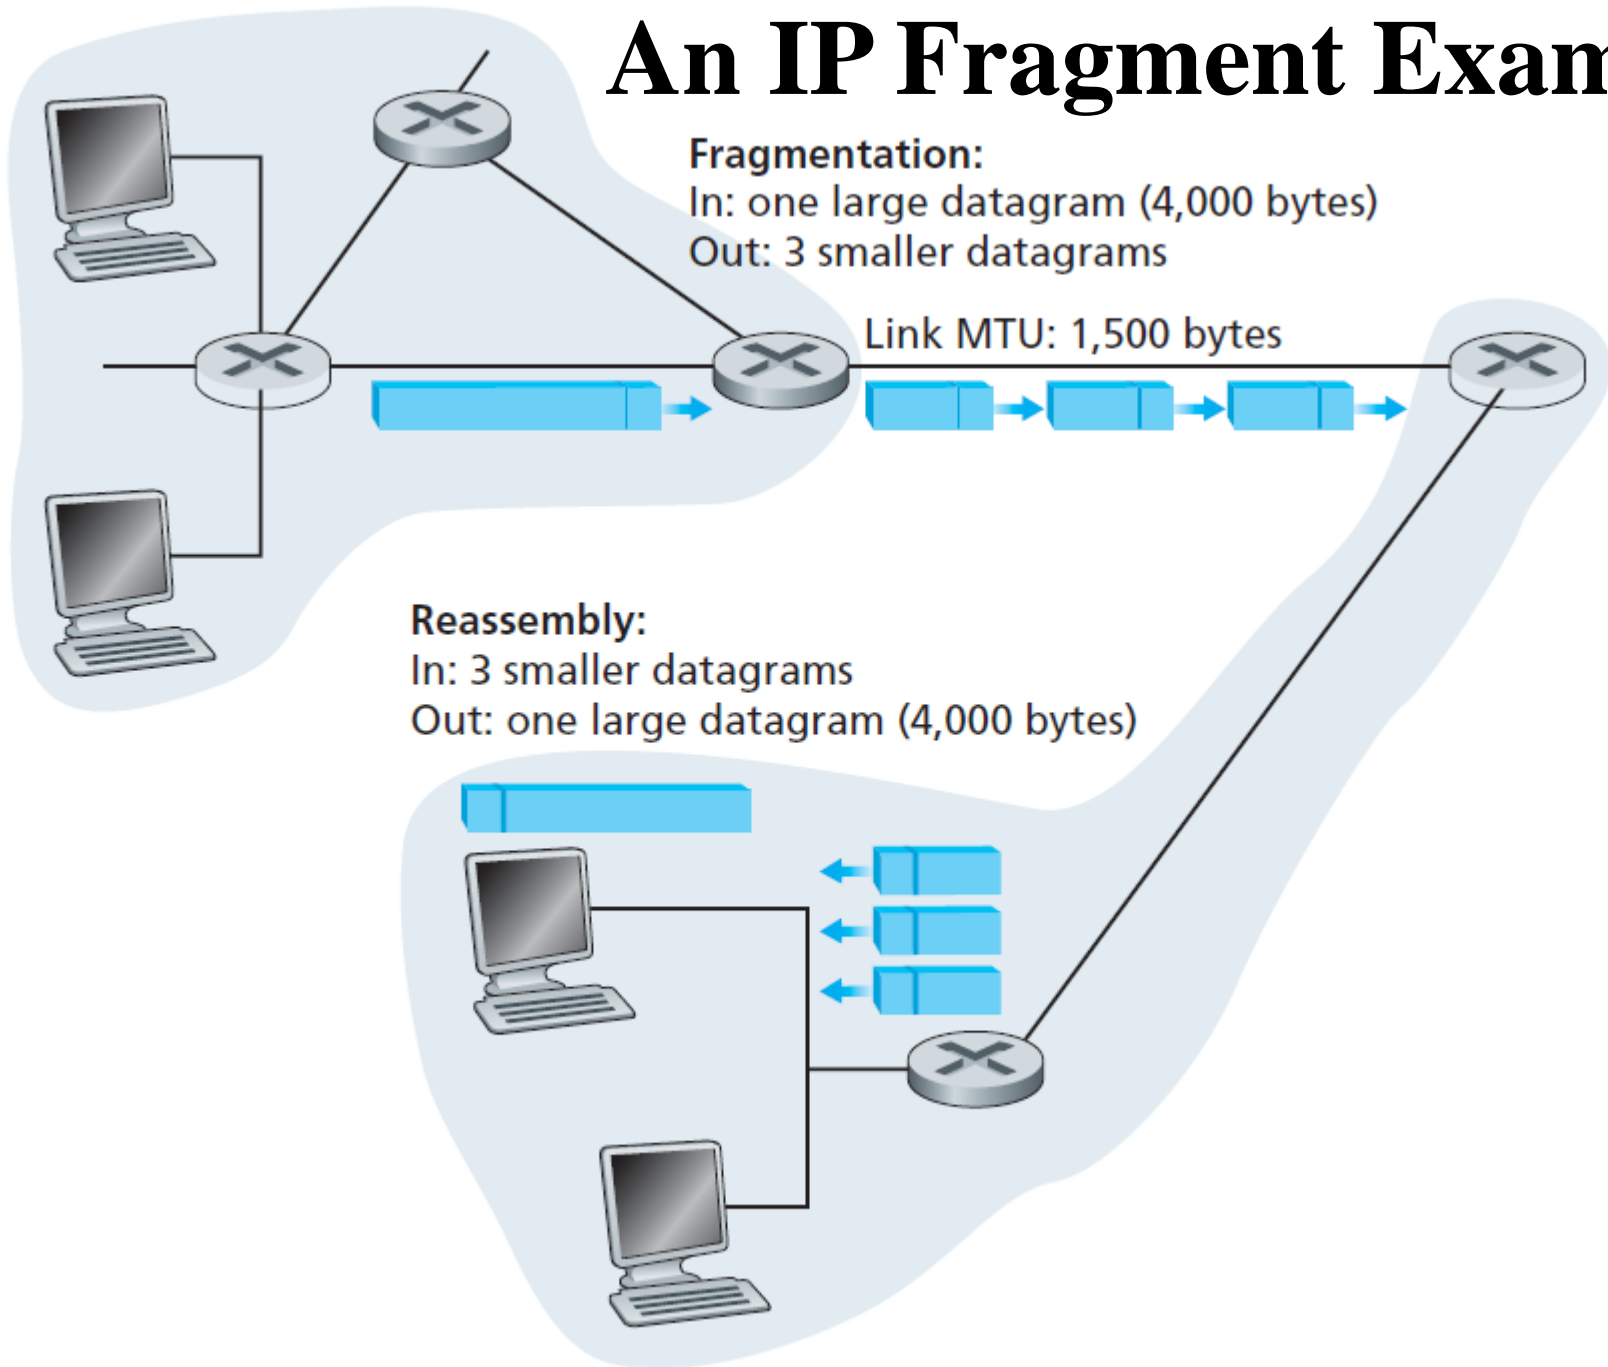 An IP Fragment Exam
Fragmentation:
In: one large datagram (4,000 bytes)
Out: 3 smaller datagrams
Link MTU: 1,500 bytes
Reassembly:
In: 3 smaller datagrams
Out: one large datagram (4,000 bytes)